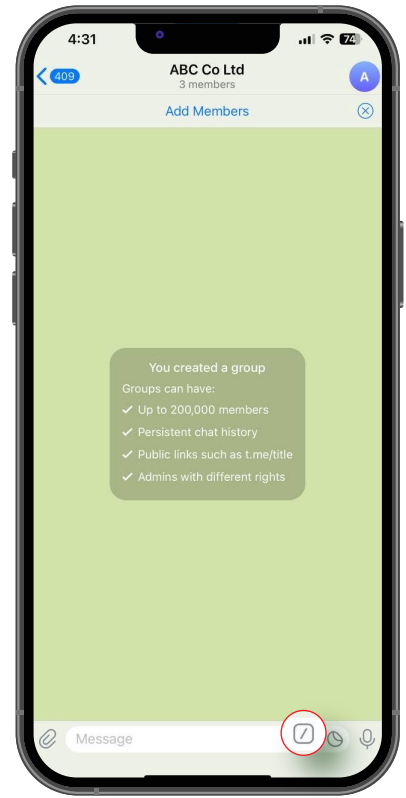 4:31
74
409
ABC Co Ltd
3 members
A
Add Members
You created a group
Groups can have:
✓ Up to 200,000 members
✓ Persistent chat history
✓ Public links such as t.me/title
✓ Admins with different rights
Message
/